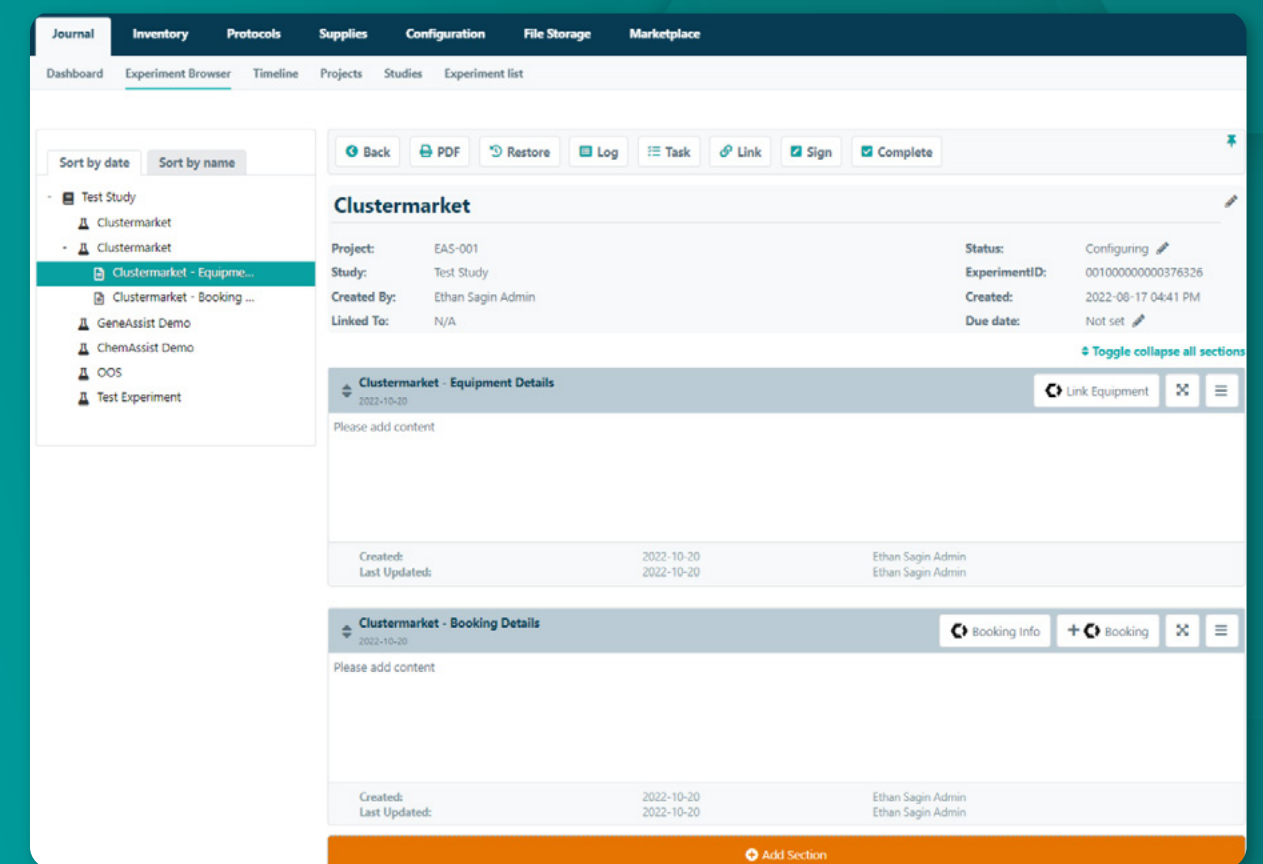 Journal Inventory Protocols Supplies Configuration File Storage Marketplace
Dashboard Experiment Browser Timeline Projects Studies Experiment list
Sort by date Sort by name
Test Study
Clustermarket
Clustermarket
Clustermarket - Equipme...
Clustermarket - Booking ...
GeneAssist Demo
ChemAssist Demo
OOS
Test Experiment
Back PDF Restore Log Task Link Sign Complete
Clustermarket
Project: EAS-001 Status: Configuring
Study: Test Study ExperimentID: 001000000000376326
Created By: Ethan Sagin Admin Created: 2022-08-17 04:41 PM
Linked To: N/A Due date: Not set
Toggle collapse all sections
Clustermarket - Equipment Details
2022-10-20
Link Equipment
Please add content
Created: 2022-10-20 Ethan Sagin Admin
Last Updated: 2022-10-20 Ethan Sagin Admin
Clustermarket - Booking Details
2022-10-20
Booking Info + Booking
Please add content
Created: 2022-10-20 Ethan Sagin Admin
Last Updated: 2022-10-20 Ethan Sagin Admin
Add Section